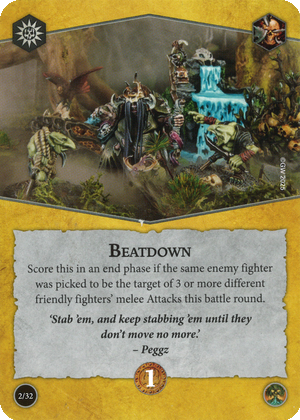 ©GW2025
BEATDOWN
Score this in an end phase if the same enemy fighter
was picked to be the target of 3 or more different
friendly fighters' melee Attacks this battle round.
'Stab 'em, and keep stabbing 'em until they
don't move no more.'
– Peggz
2/32
1